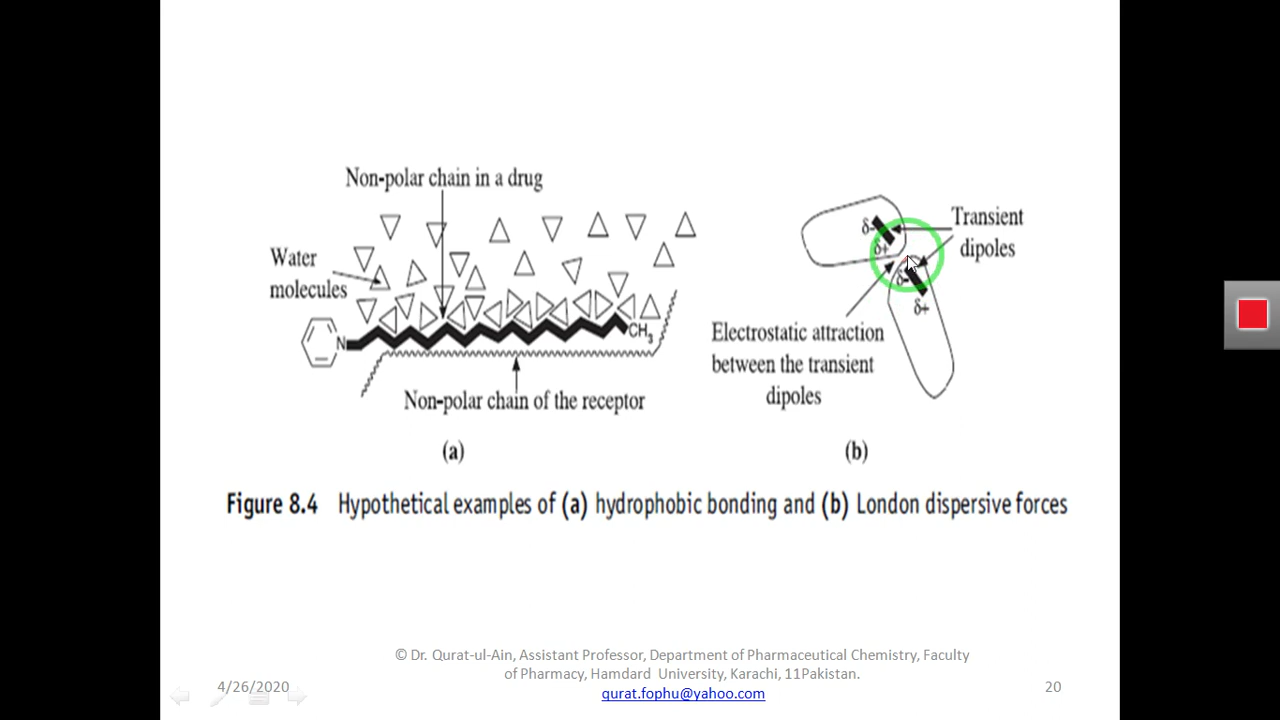 Non-polar chain in a drug
Water
molecules
N
CH3
Non-polar chain of the receptor
(a)
δ-
δ+
δ-
δ+
Transient
dipoles
Electrostatic attraction
between the transient
dipoles
(b)
Figure 8.4 Hypothetical examples of (a) hydrophobic bonding and (b) London dispersive forces
© Dr. Qurat-ul-Ain, Assistant Professor, Department of Pharmaceutical Chemistry, Faculty
of Pharmacy, Hamdard University, Karachi, 11Pakistan.
qurat.fophu@yahoo.com
4/26/2020
20